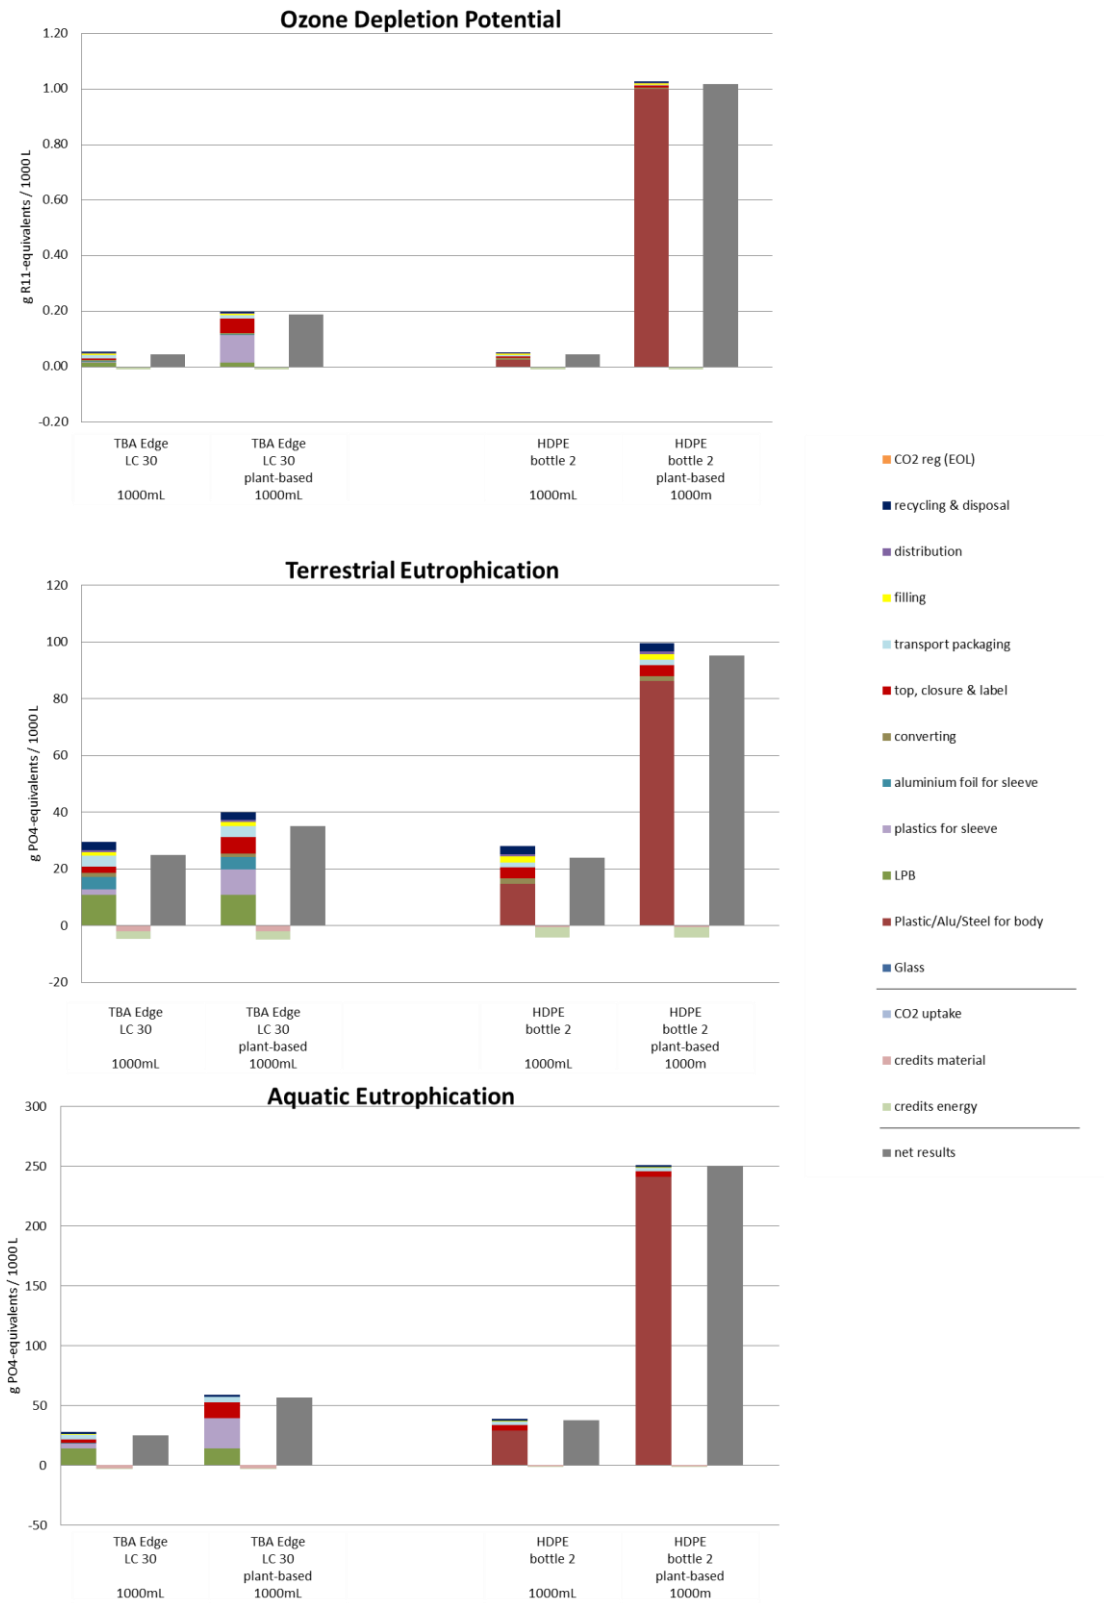 Ozone Depletion Potential
g R11-equivalents / 1000 L
1.20
1.00
0.80
0.60
0.40
0.20
0.00
-0.20
TBA Edge
LC 30
1000mL
TBA Edge
LC 30
plant-based
1000mL
HDPE
bottle 2
1000mL
HDPE
bottle 2
plant-based
1000m
Terrestrial Eutrophication
g PO4-equivalents / 1000 L
120
100
80
60
40
20
0
-20
TBA Edge
LC 30
1000mL
TBA Edge
LC 30
plant-based
1000mL
HDPE
bottle 2
1000mL
HDPE
bottle 2
plant-based
1000m
Aquatic Eutrophication
g PO4-equivalents / 1000 L
300
250
200
150
100
50
0
-50
TBA Edge
LC 30
1000mL
TBA Edge
LC 30
plant-based
1000mL
HDPE
bottle 2
1000mL
HDPE
bottle 2
plant-based
1000m
CO2 reg (EOL)
recycling & disposal
distribution
filling
transport packaging
top, closure & label
converting
aluminium foil for sleeve
plastics for sleeve
LPB
Plastic/Alu/Steel for body
Glass
CO2 uptake
credits material
credits energy
net results